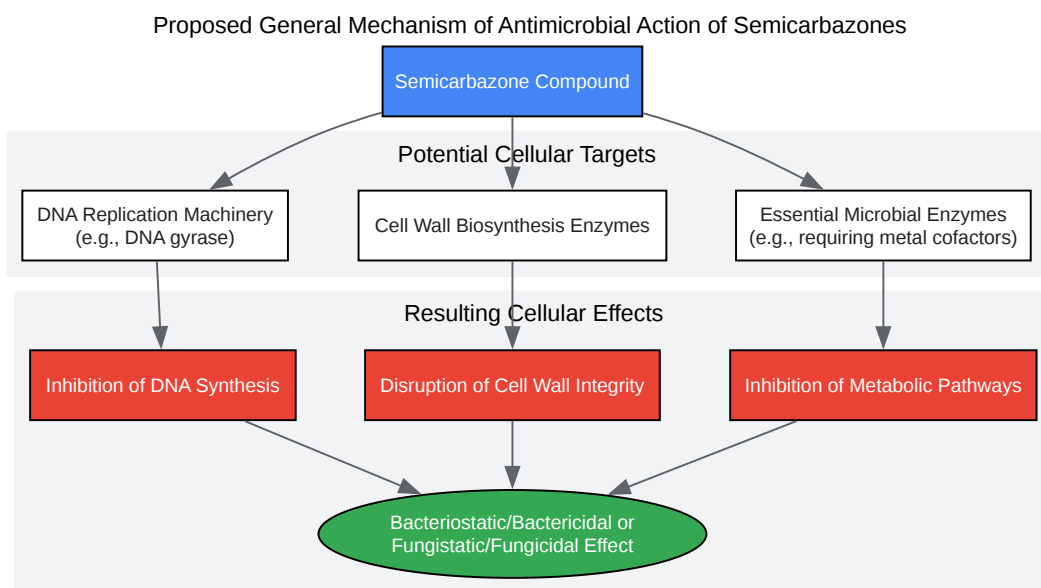 Proposed General Mechanism of Antimicrobial Action of Semicarbazones
Semicarbazone Compound
Potential Cellular Targets
DNA Replication Machinery
(e.g., DNA gyrase)
Cell Wall Biosynthesis Enzymes
Essential Microbial Enzymes
(e.g., requiring metal cofactors)
Resulting Cellular Effects
Inhibition of DNA Synthesis
Disruption of Cell Wall Integrity
Inhibition of Metabolic Pathways
Bacteriostatic/Bactericidal or
Fungistatic/Fungicidal Effect